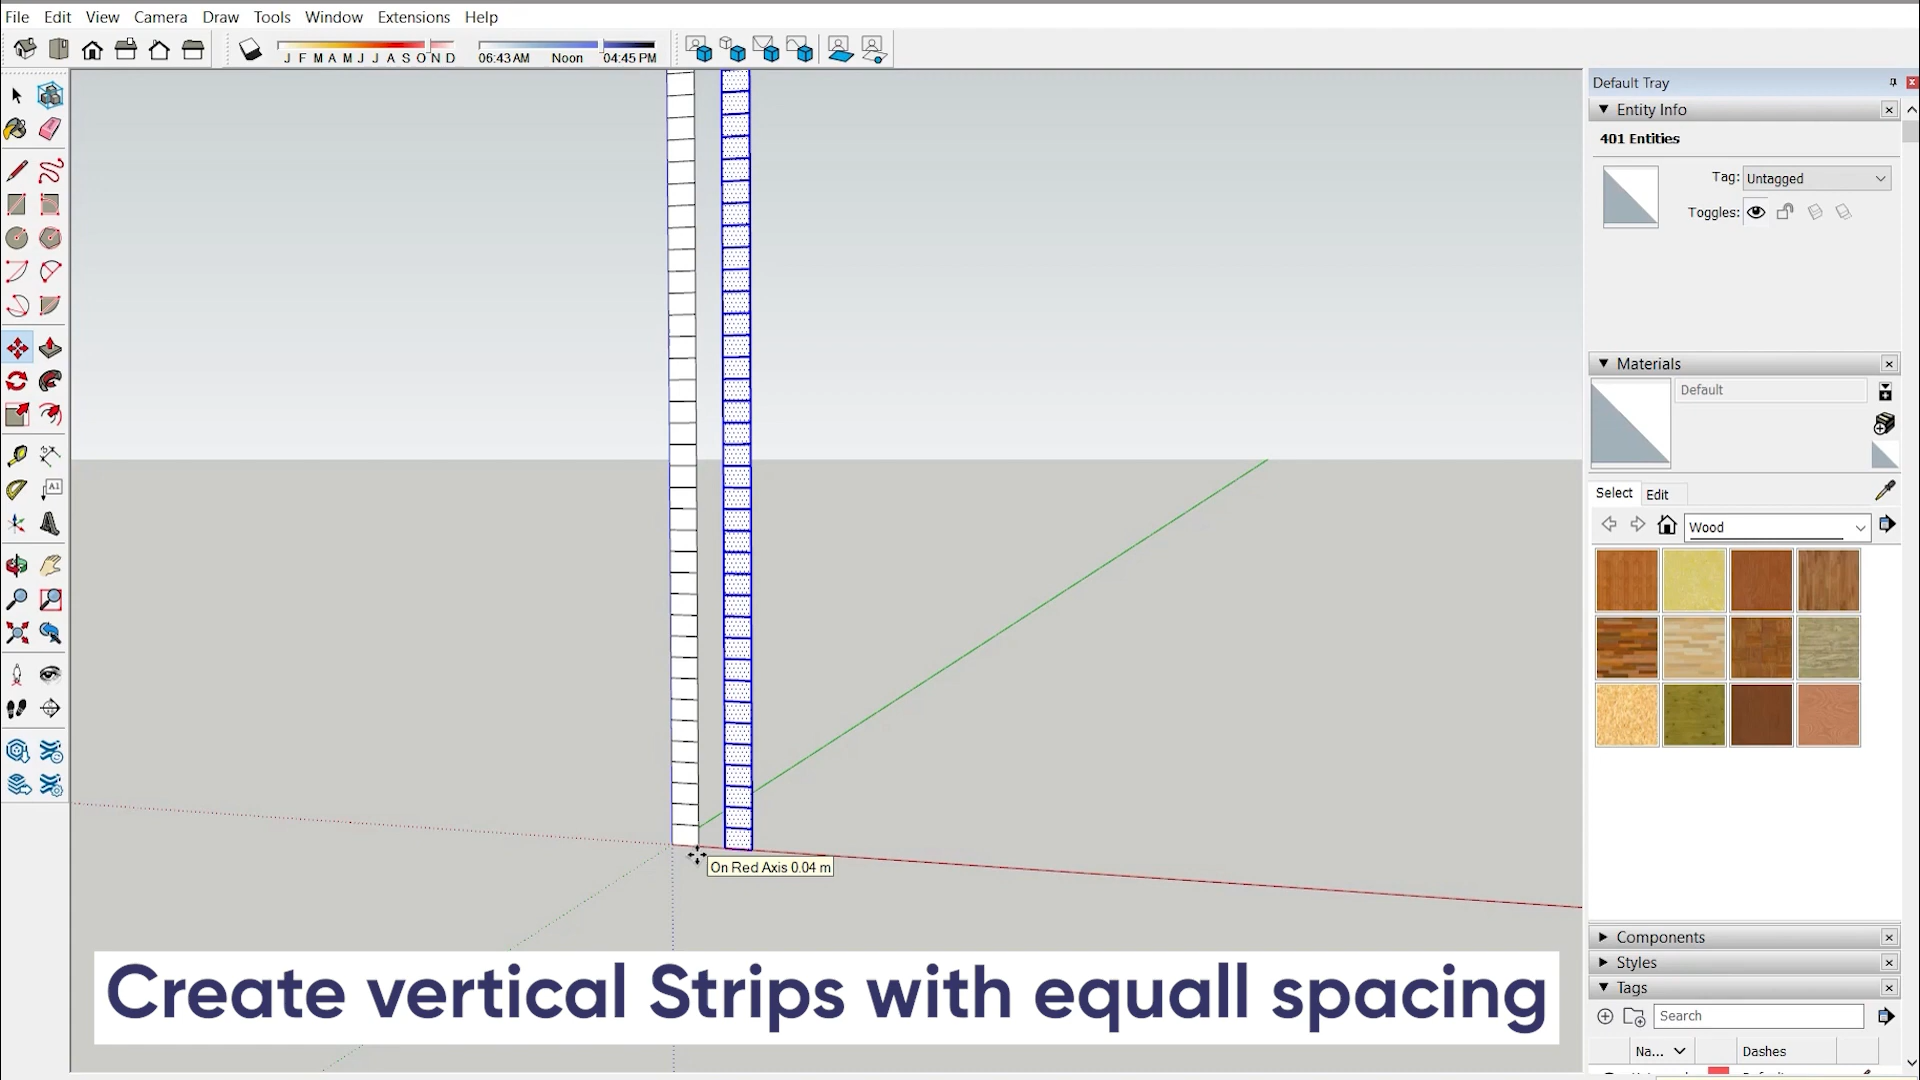 File Edit View Camera Draw Tools Window Extensions Help
J F M A M J J A S O N D
06:43 AM Noon 04:45 PM
Default Tray
Entity Info
401 Entities
Tag: Untagged
Toggles:
Materials
Default
Select Edit
Wood
On Red Axis 0.04 m
Components
Styles
Tags
Search
Na... Dashes
A1
Create vertical Strips with equall spacing